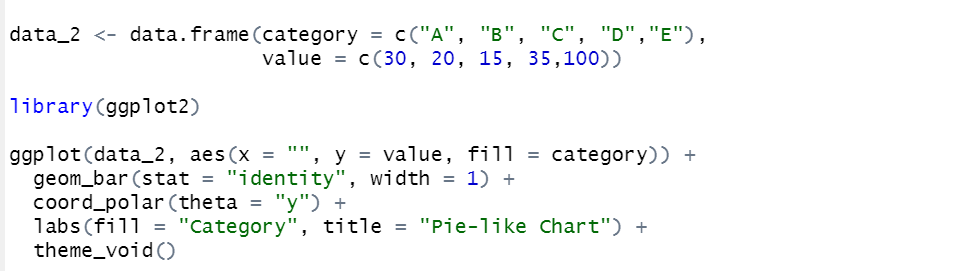 data_2 <- data.frame(category = c("A", "B", "C", "D","E"),
                     value = c(30, 20, 15, 35,100))
library(ggplot2)
ggplot(data_2, aes(x = "", y = value, fill = category)) +
  geom_bar(stat = "identity", width = 1) +
  coord_polar(theta = "y") +
  labs(fill = "Category", title = "Pie-like Chart") +
  theme_void()